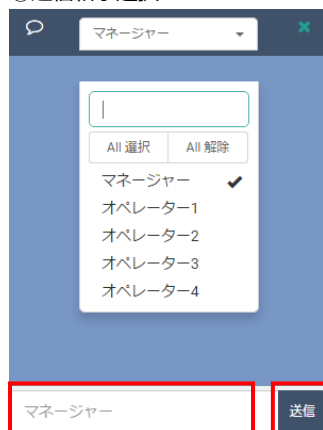 マネージャー
All 選択 All 解除
マネージャー
オペレーター1
オペレーター2
オペレーター3
オペレーター4
マネージャー 送信